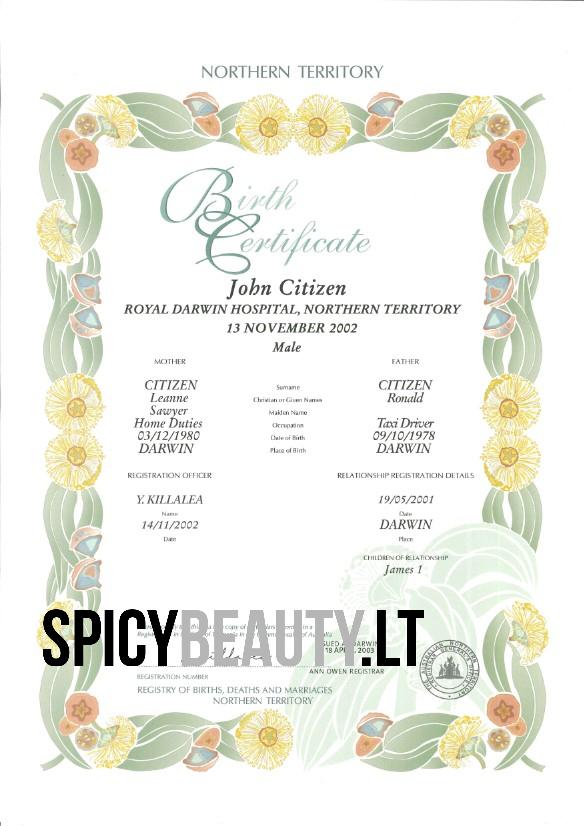 NORTHERN TERRITORY
Birth
Certificate
John Citizen
ROYAL DARWIN HOSPITAL, NORTHERN TERRITORY
13 NOVEMBER 2002
Male
MOTHER FATHER
CITIZEN Surname CITIZEN
Leanne Christian or Given Names Ronald
Sawyer Maiden Name
Home Duties Occupation Taxi Driver
03/12/1980 Date of Birth 09/10/1978
DARWIN Place of Birth DARWIN
REGISTRATION OFFICER RELATIONSHIP REGISTRATION DETAILS
Y. KILLALEA 19/05/2001
Name Date
14/11/2002 DARWIN
Date Place
CHILDREN OF RELATIONSHIP
James 1
SPICYBEAUTY.LT
18 APR 2003
ANN OWEN REGISTRAR
REGISTRATION NUMBER
REGISTRY OF BIRTHS, DEATHS AND MARRIAGES
NORTHERN TERRITORY